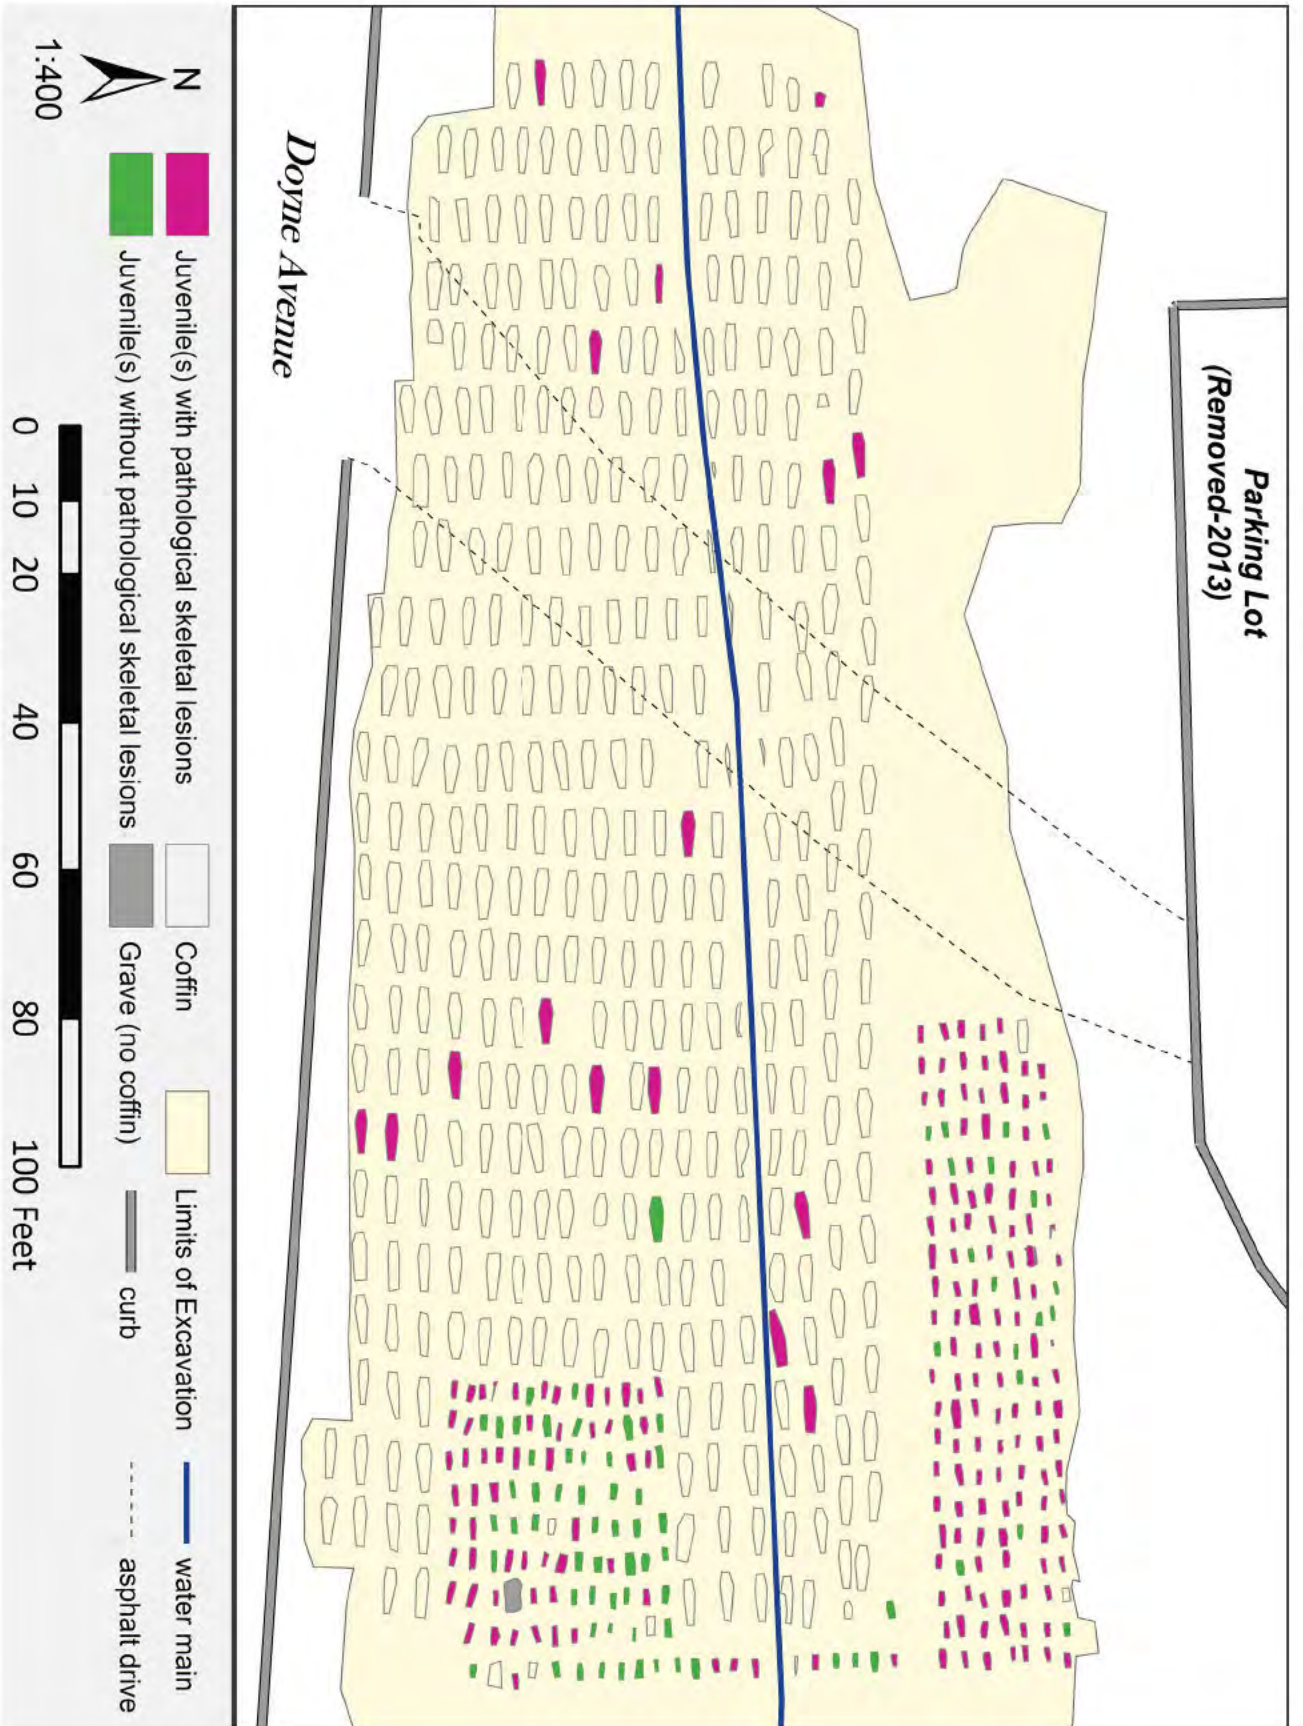 Parking Lot
(Removed-2013)
Doyne Avenue
N
1:400
Juvenile(s) with pathological skeletal lesions
Juvenile(s) without pathological skeletal lesions
Coffin
Grave (no coffin)
Limits of Excavation
curb
water main
asphalt drive
0 10 20 40 60 80 100 Feet